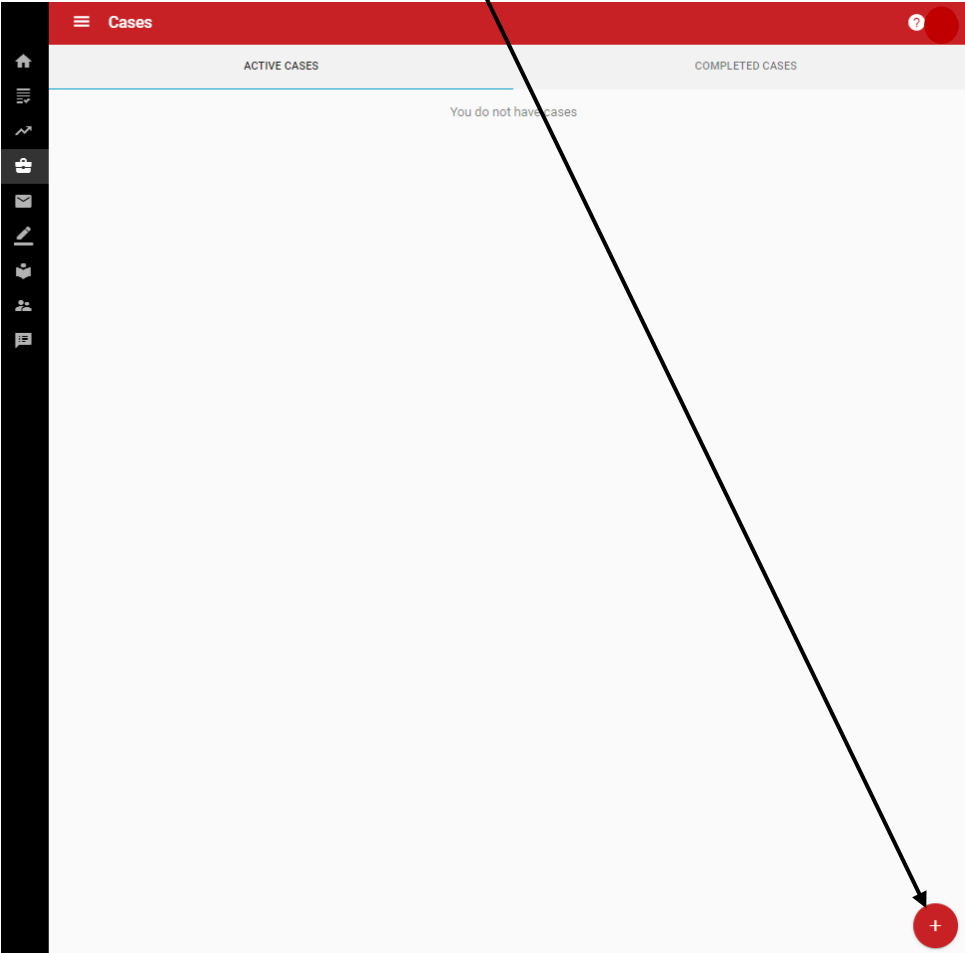 Cases
?
ACTIVE CASES
COMPLETED CASES
You do not have cases
+